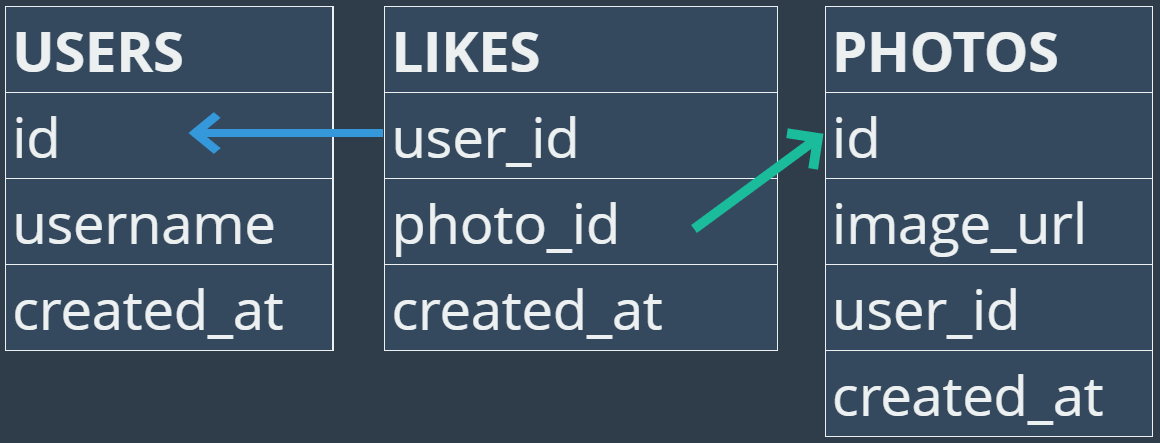 USERS
id
username
created_at
LIKES
user_id
photo_id
created_at
PHOTOS
id
image_url
user_id
created_at